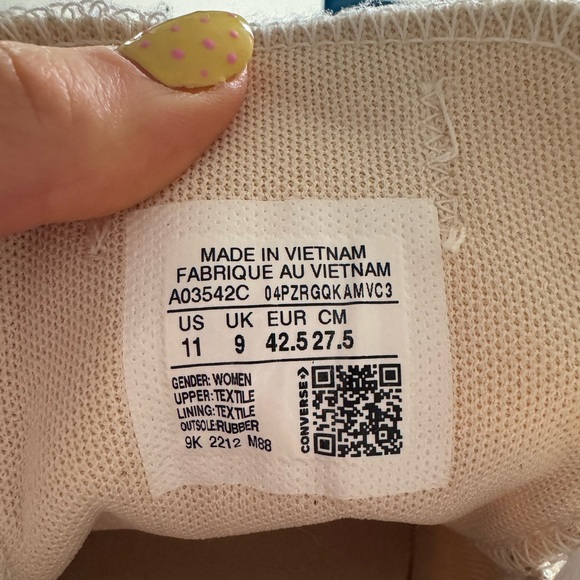 MADE IN VIETNAM
FABRIQUE AU VIETNAM
A03542C 04PZRGQKAMVC3
US UK EUR CM
11 9 42.5 27.5
GENDER: WOMEN
UPPER: TEXTILE
LINING: TEXTILE
OUTSOLE:RUBBER
9K 2212 M88
CONVERSE